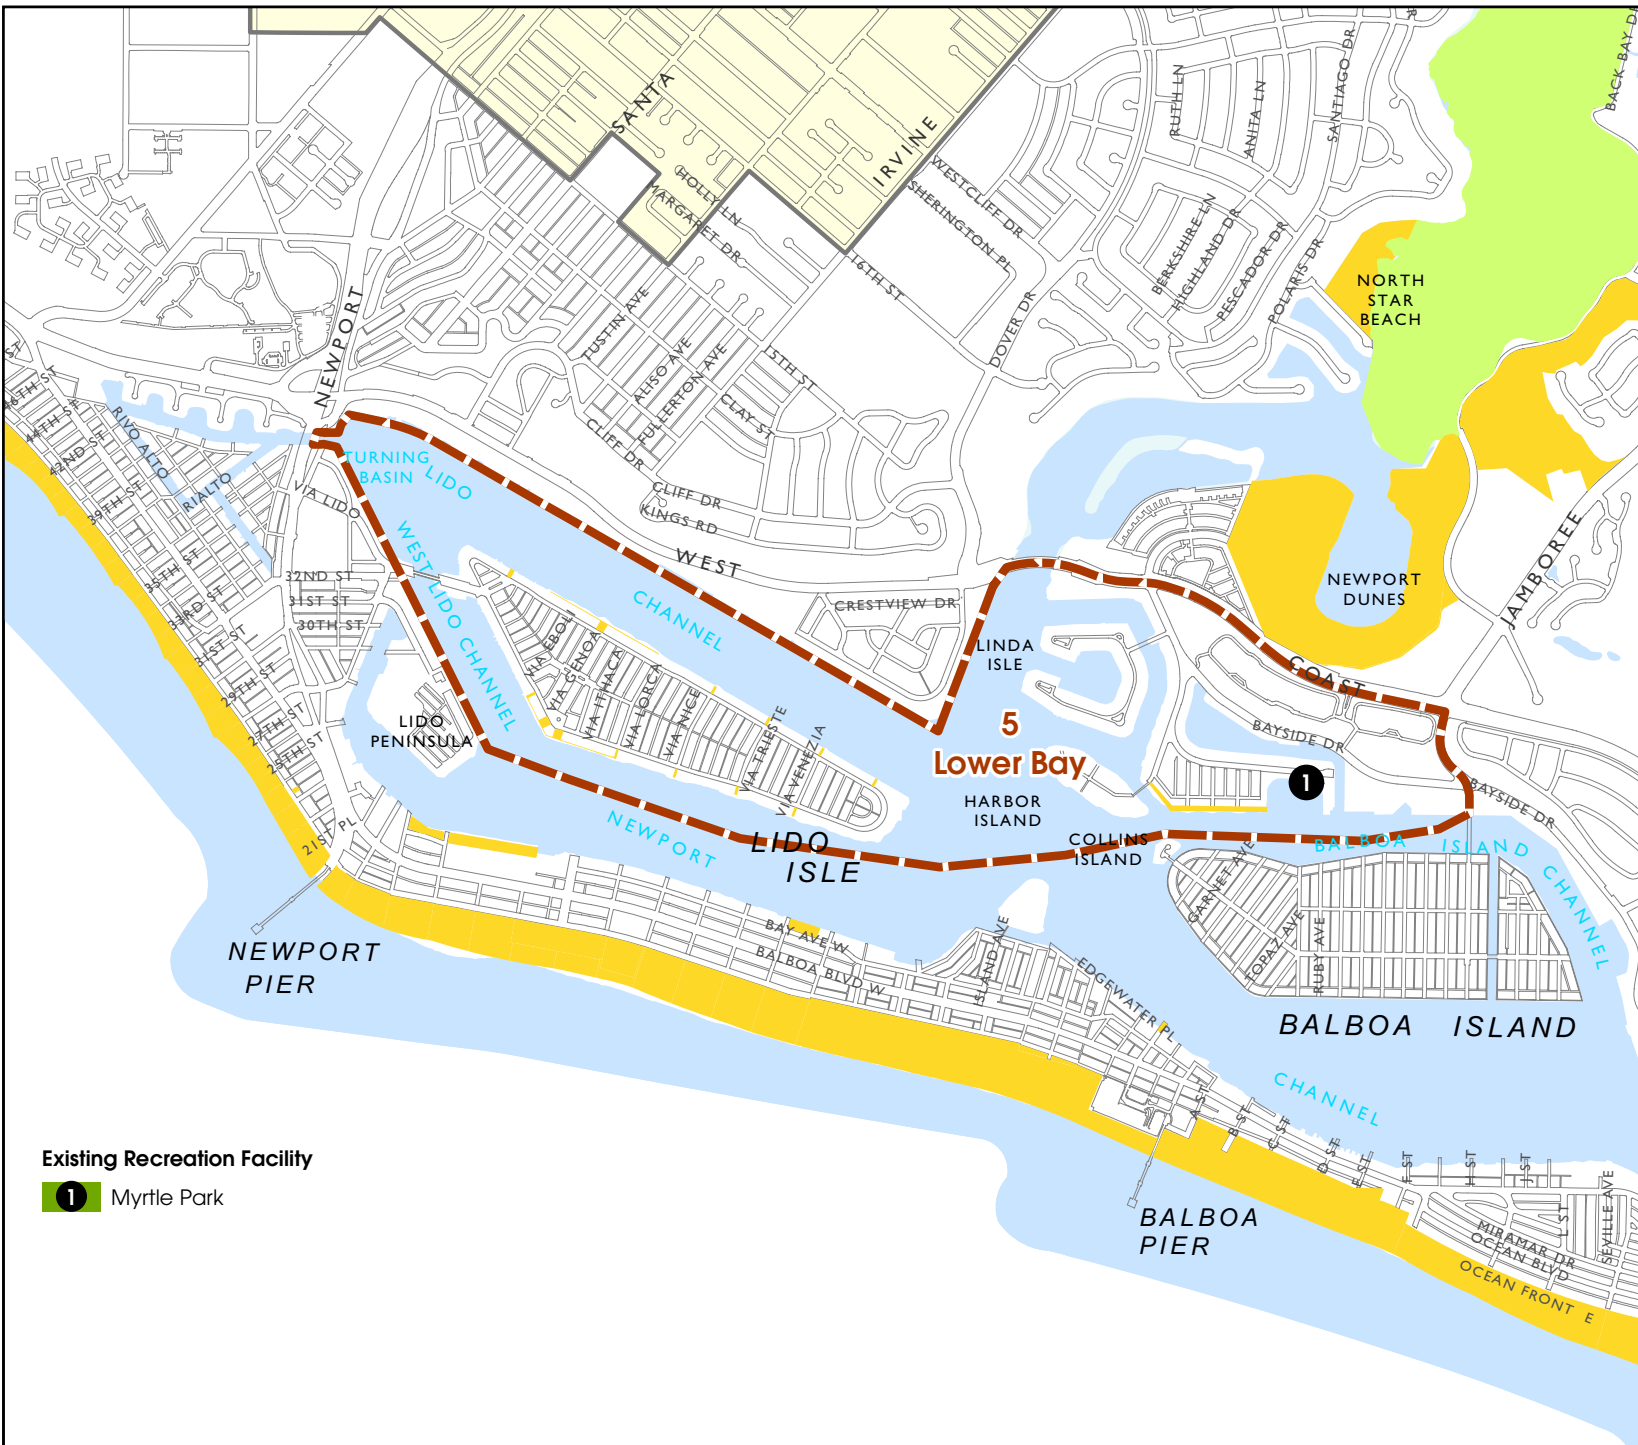 SANTA
IRVINE
HOLLY LN
MARGARET DR
WESTCLIFF DR
SHERINGTON PL
16TH ST
RUTH LN
ANITA LN
SANTIAGO DR
BACK BAY DR
BERKSHIRE LN
HIGHLAND DR
PESCADOR DR
POLARIS DR
DOVER DR
NORTH
STAR
BEACH
NEWPORT
TUSTIN AVE
ALISO AVE
FULLERTON AVE
15TH ST
CLAY ST
CLIFF DR
CLIFF DR
KINGS RD
WEST
CRESTVIEW DR
46TH ST
44TH ST
42ND ST
39TH ST
35TH ST
33RD ST
31ST ST
29TH ST
27TH ST
25TH ST
21ST PL
RIVO ALTO
RIALTO
VIA LIDO
32ND ST
31ST ST
30TH ST
TURNING
BASIN
LIDO
CHANNEL
WEST LIDO CHANNEL
VIA EBOLI
VIA GENOA
VIA ITHACA
VIA LORCA
VIA NICE
VIA TRIESTE
VIA VENEZIA
LIDO
PENINSULA
LINDA
ISLE
NEWPORT
DUNES
JAMBOREE
COAST
BAYSIDE DR
BAYSIDE DR
5
Lower Bay
1
HARBOR
ISLAND
COLLINS
ISLAND
LIDO
ISLE
NEWPORT
BALBOA ISLAND CHANNEL
GARNET AVE
TOPAZ AVE
RUBY AVE
BALBOA ISLAND
CHANNEL
NEWPORT
PIER
BAY AVE W
BALBOA BLVD W
ISLAND AVE
EDGEWATER PL
A ST
B ST
C ST
D ST
E ST
F ST
H ST
J ST
L ST
SEVILLE AVE
MIRAMAR DR
OCEAN BLVD
OCEAN FRONT E
BALBOA
PIER
Existing Recreation Facility
1 Myrtle Park